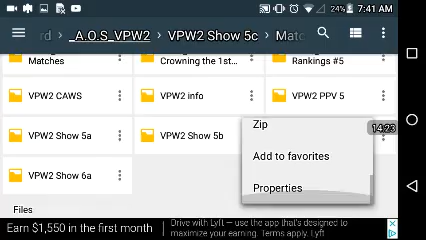 24% 7:41 AM
rd > _A.O.S_VPW2 > VPW2 Show 5c > Matc
Matches
Crowning the 1st...
Rankings #5
VPW2 CAWS
VPW2 info
VPW2 PPV 5
VPW2 Show 5a
VPW2 Show 5b
VPW2 Show 6a
Zip
Add to favorites
Properties
14:23
Files
Earn $1,550 in the first month
Drive with Lyft — use the app that's designed to
maximize your earning. Terms apply. Lyft